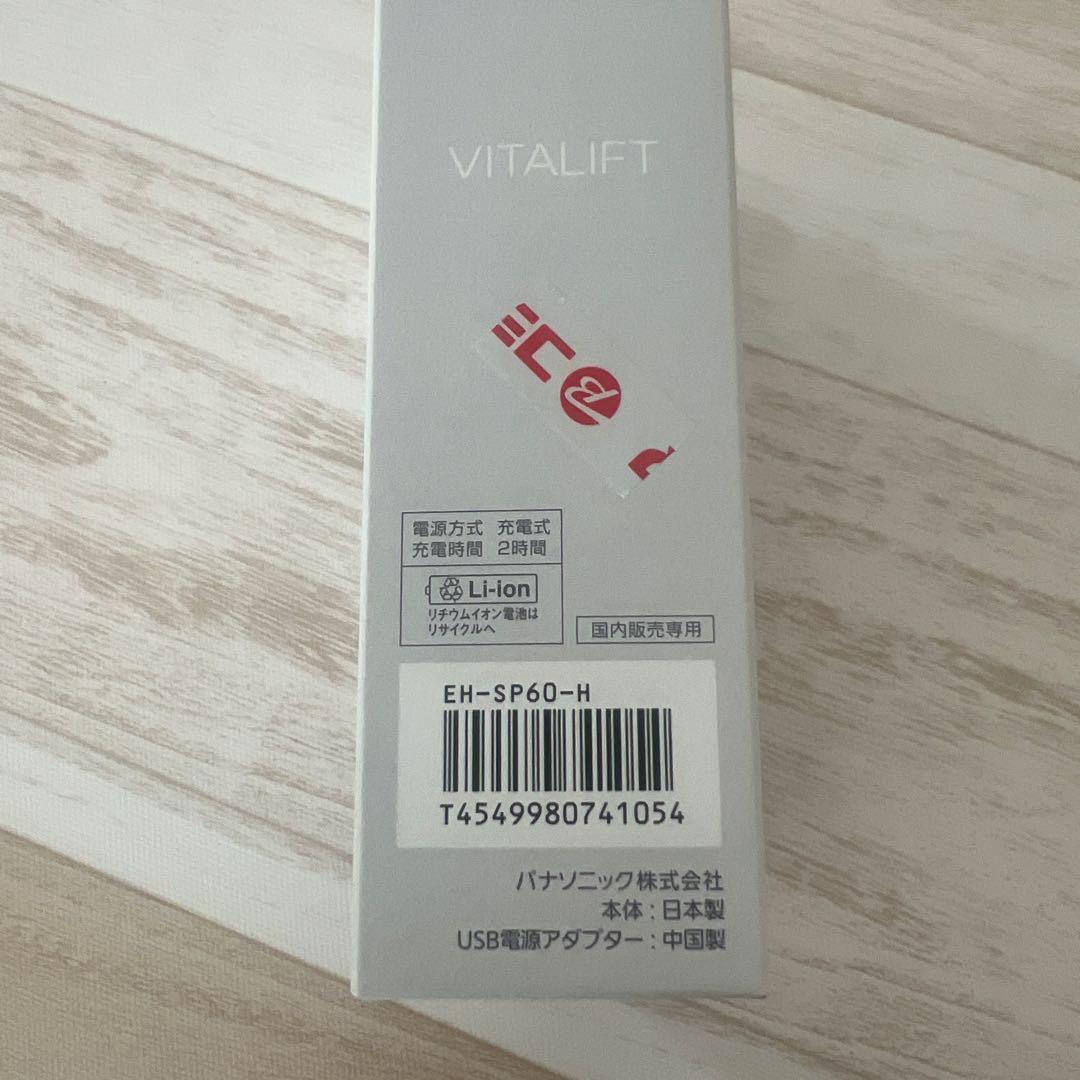 VITALIFT
電源方式 充電式
充電時間 2時間
Li-ion
リチウムイオン電池は
リサイクルへ
国内販売専用
EH-SP60-H
T4549980741054
パナソニック株式会社
本体：日本製
USB電源アダプター：中国製